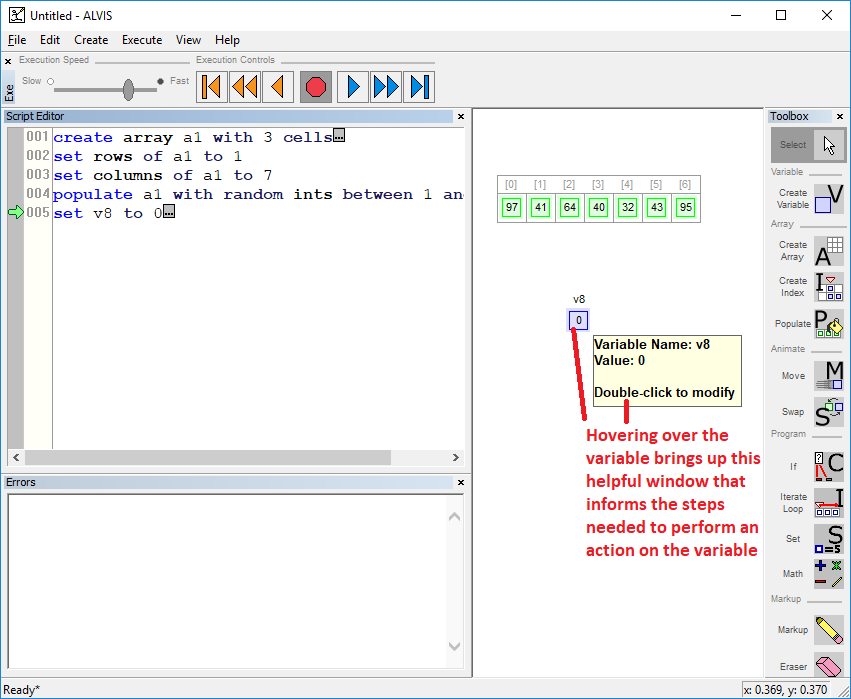 Untitled - ALVIS
File Edit Create Execute View Help
Execution Speed Execution Controls
Exe
Slow Fast
Script Editor
001 create array a1 with 3 cells...
002 set rows of a1 to 1
003 set columns of a1 to 7
004 populate a1 with random ints between 1 an
005 set v8 to 0...
[0] [1] [2] [3] [4] [5] [6]
97 41 64 40 32 43 95
v8
0
Variable Name: v8
Value: 0
Double-click to modify
Hovering over the
variable brings up this
helpful window that
informs the steps
needed to perform an
action on the variable
Toolbox
Select
Variable
Create
Variable
V
Array
Create
Array
A
Create
Index
I
Populate
P
Animate
Move
M
Swap
S
Program
If
?
C
Iterate
Loop
I
Set
S
=5
Math
Markup
Markup
Eraser
Errors
Ready*
x: 0.369, y: 0.370